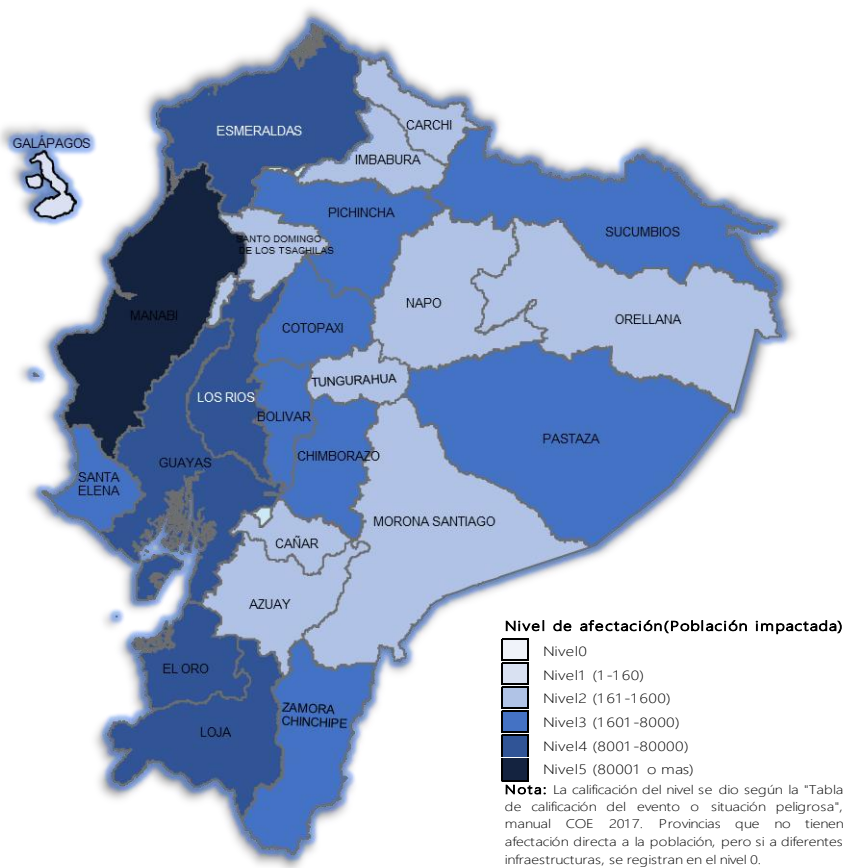 ESMERALDAS
CARCHI
GALÁPAGOS
IMBABURA
PICHINCHA
SUCUMBIOS
SANTO DOMINGO
DE LOS TSACHILAS
NAPO
MANABI
ORELLANA
COTOPAXI
TUNGURAHUA
LOS RIOS
BOLIVAR
PASTAZA
CHIMBORAZO
GUAYAS
SANTA
ELENA
MORONA SANTIAGO
CAÑAR
AZUAY
EL ORO
ZAMORA
CHINCHIPE
LOJA
Nivel de afectación(Población impactada)
Nivel0
Nivel1 (1-160)
Nivel2 (161-1600)
Nivel3 (1601-8000)
Nivel4 (8001-80000)
Nivel5 (80001 o mas)
Nota: La calificación del nivel se dio según la "Tabla
de calificación del evento o situación peligrosa",
manual COE 2017. Provincias que no tienen
afectación directa a la población, pero si a diferentes
infraestructuras, se registran en el nivel 0.